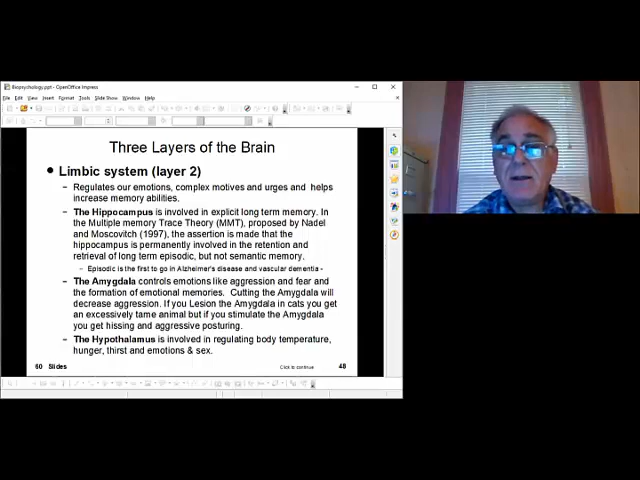 Biopsychology.ppt - OpenOffice Impress
File Edit View Insert Format Tools Slide Show Window Help
Three Layers of the Brain
• Limbic system (layer 2)
– Regulates our emotions, complex motives and urges and helps
increase memory abilities.
– The Hippocampus is involved in explicit long term memory. In
the Multiple memory Trace Theory (MMT), proposed by Nadel
and Moscovitch (1997), the assertion is made that the
hippocampus is permanently involved in the retention and
retrieval of long term episodic, but not semantic memory.
– Episodic is the first to go in Alzheimer's disease and vascular dementia -
– The Amygdala controls emotions like aggression and fear and
the formation of emotional memories. Cutting the Amygdala will
decrease aggression. If you Lesion the Amygdala in cats you get
an excessively tame animal but if you stimulate the Amygdala
you get hissing and aggressive posturing.
– The Hypothalamus is involved in regulating body temperature,
hunger, thirst and emotions & sex.
60 Slides Click to continue 48